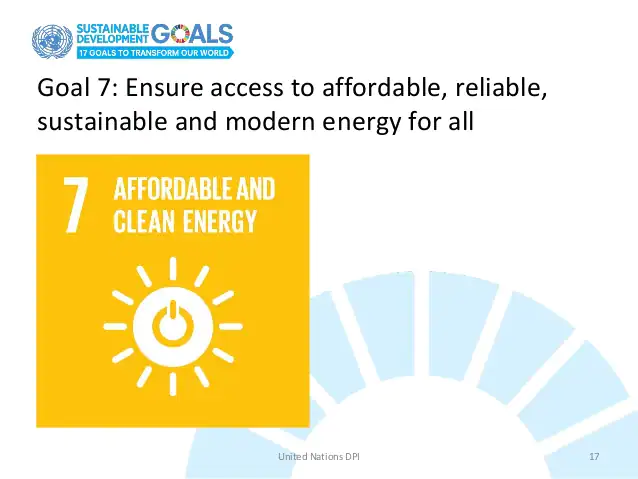 SUSTAINABLE
DEVELOPMENT GOALS
17 GOALS TO TRANSFORM OUR WORLD
Goal 7: Ensure access to affordable, reliable,
sustainable and modern energy for all
7 AFFORDABLE AND
CLEAN ENERGY
United Nations DPI 17